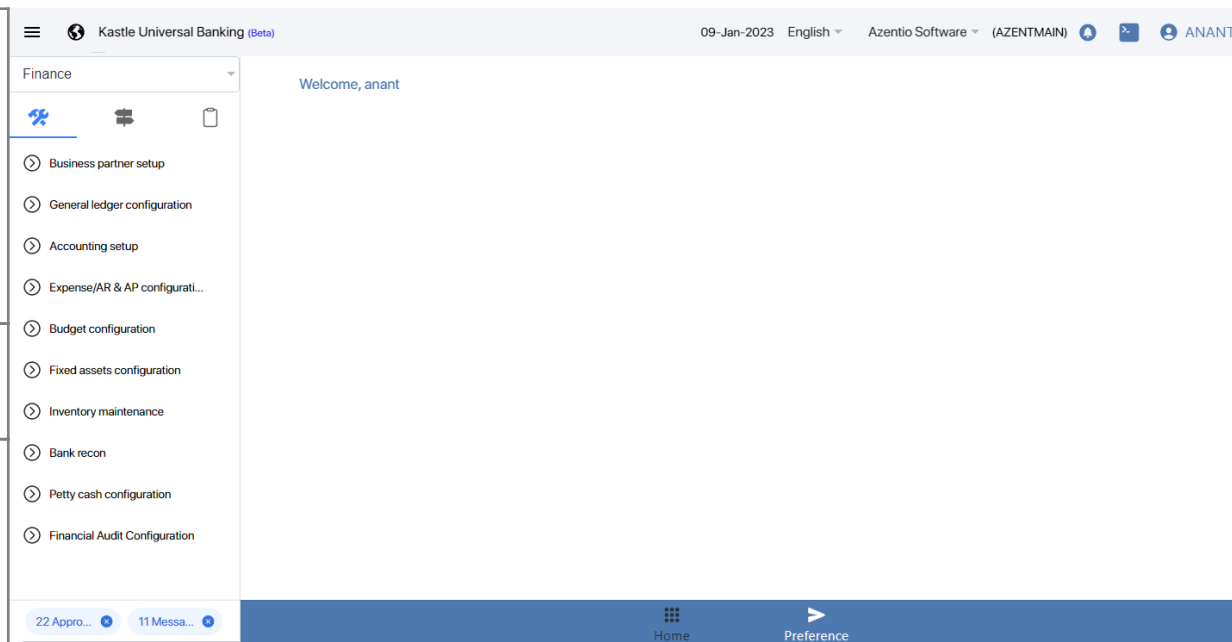 Kastle Universal Banking (Beta) 09-Jan-2023 English Azentio Software (AZENTMAIN) ANANT
Finance
Welcome, anant
Business partner setup
General ledger configuration
Accounting setup
Expense/AR & AP configurati...
Budget configuration
Fixed assets configuration
Inventory maintenance
Bank recon
Petty cash configuration
Financial Audit Configuration
22 Appro... 11 Messa...
Home Preference